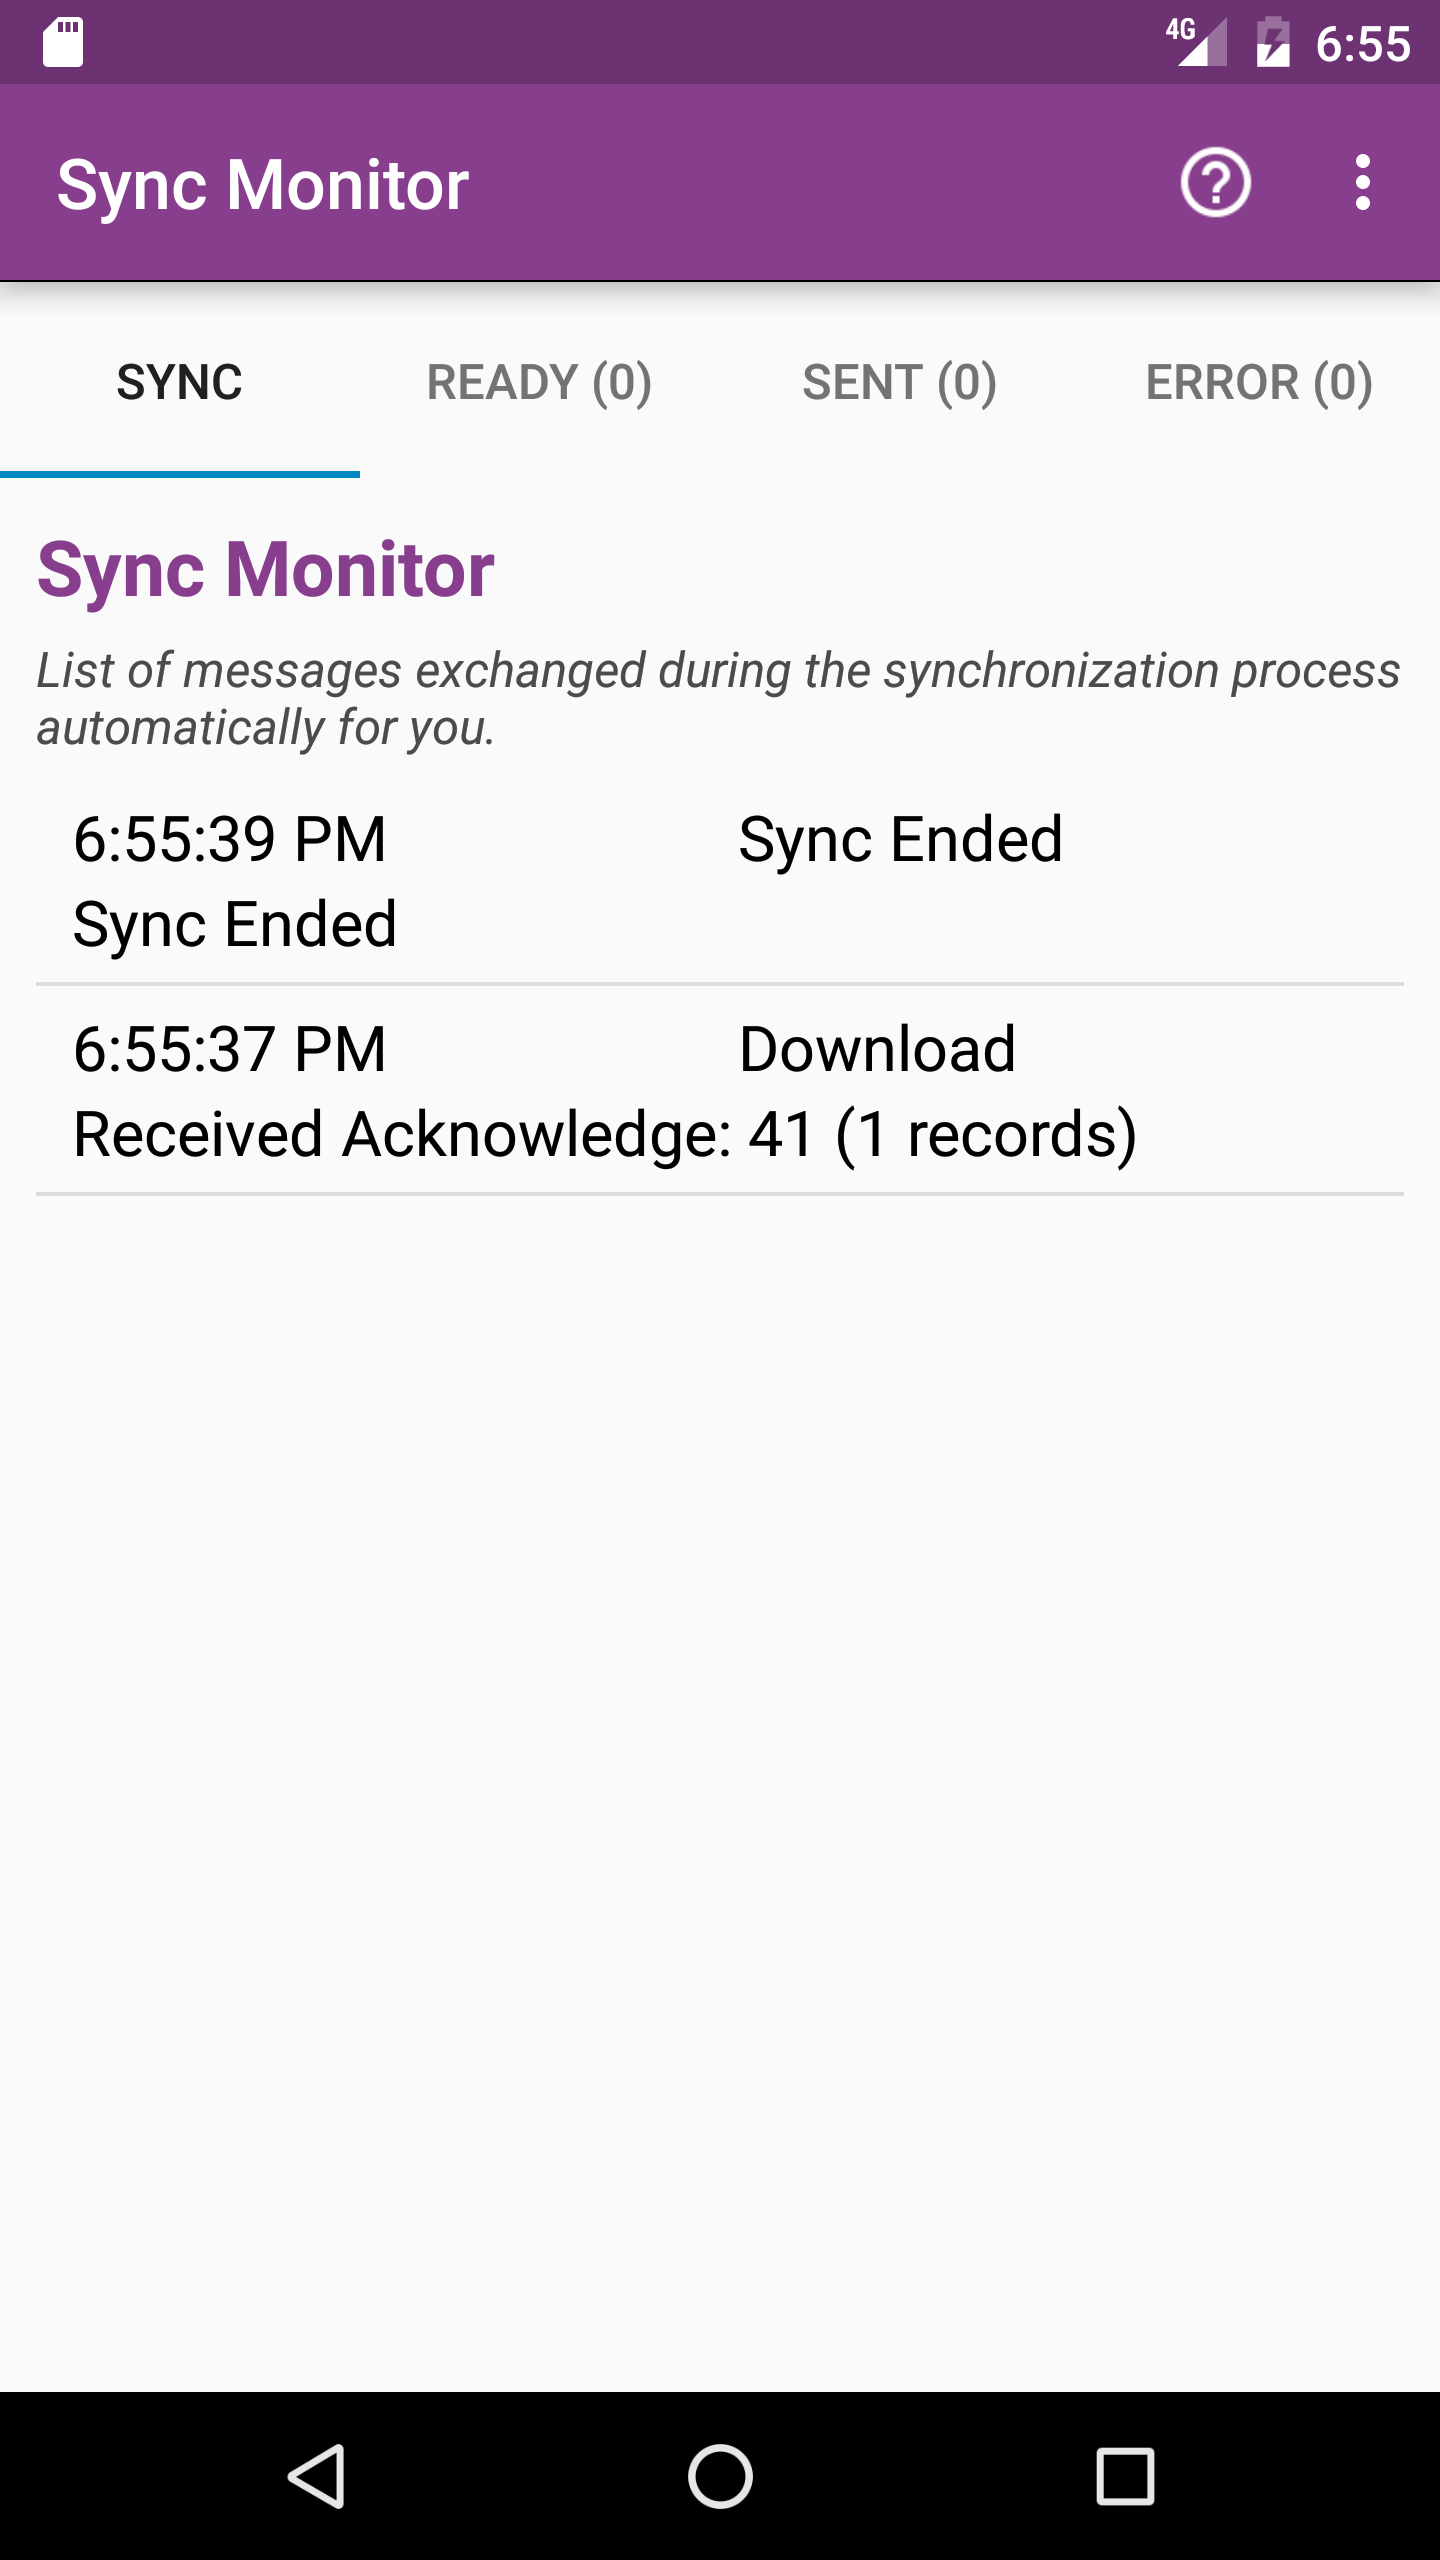 4G 6:55
Sync Monitor
SYNC READY (0) SENT (0) ERROR (0)
Sync Monitor
List of messages exchanged during the synchronization process
automatically for you.
6:55:39 PM Sync Ended
Sync Ended
6:55:37 PM Download
Received Acknowledge: 41 (1 records)